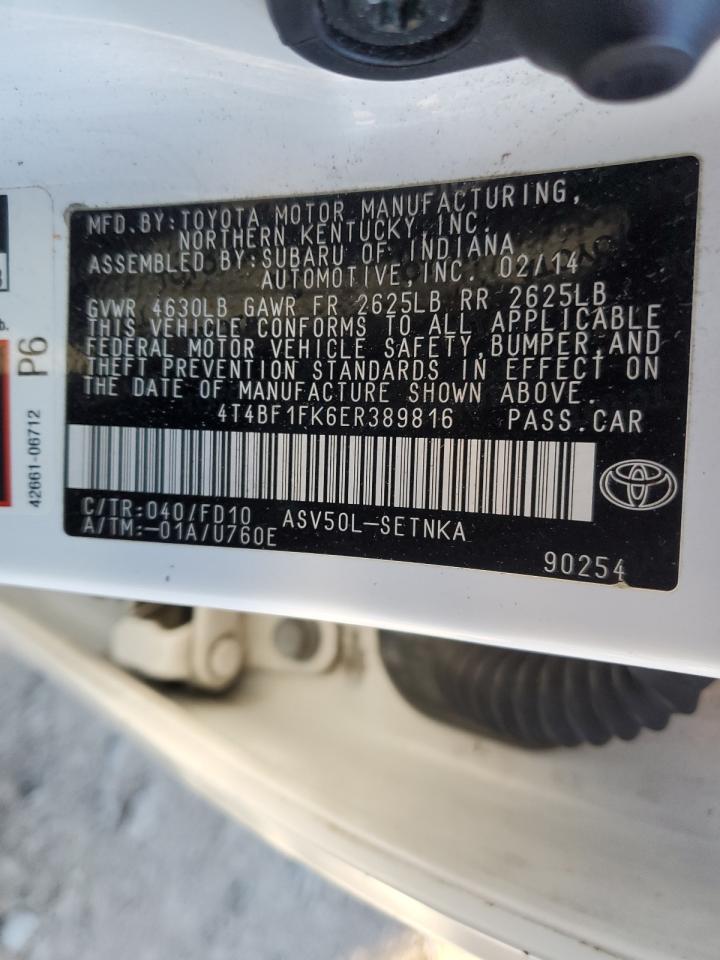 MFD.BY:TOYOTA MOTOR MANUFACTURING,
NORTHERN KENTUCKY, INC.
ASSEMBLED BY:SUBARU OF INDIANA
AUTOMOTIVE,INC. 02/14
GVWR 4630LB GAWR FR 2625LB RR 2625LB
THIS VEHICLE CONFORMS TO ALL APPLICABLE
FEDERAL MOTOR VEHICLE SAFETY,BUMPER,AND
THEFT PREVENTION STANDARDS IN EFFECT ON
THE DATE OF MANUFACTURE SHOWN ABOVE.
4T4BF1FK6ER389816 PASS.CAR
C/TR:040/FD10 ASV50L-SETNKA
A/TM:-01A/U760E
90254
P6
42661-06712